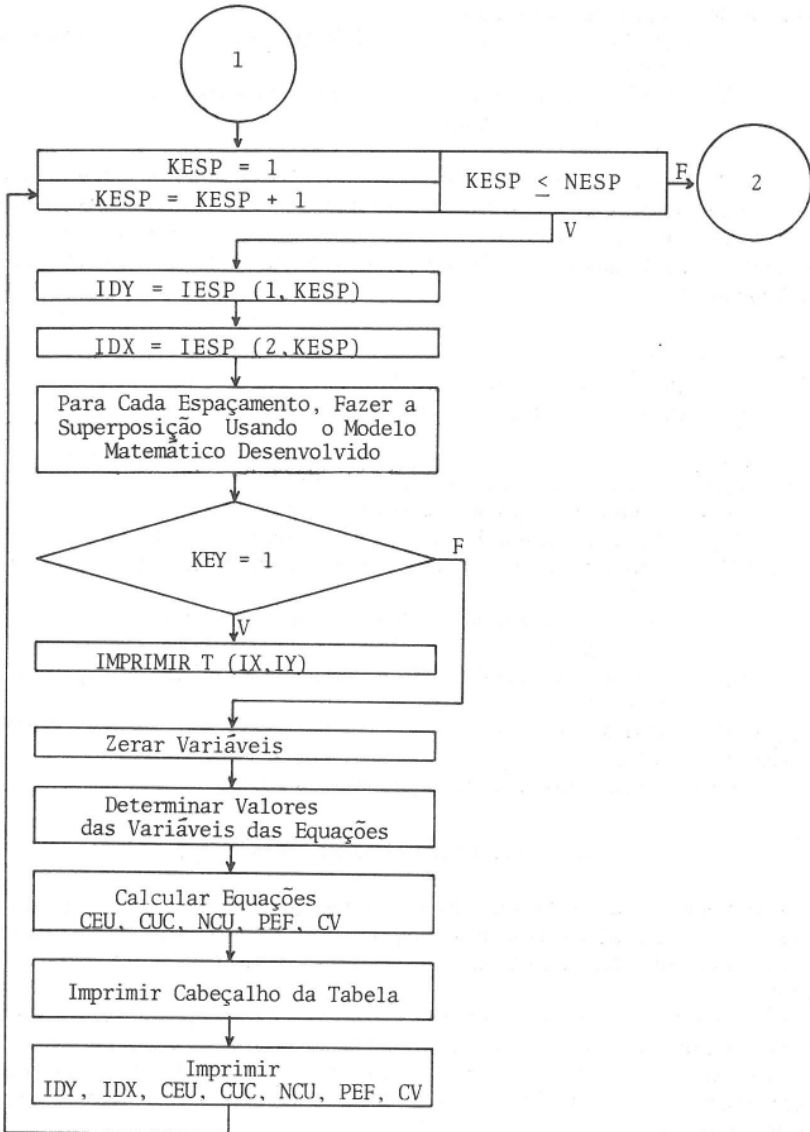 1
KESP = 1
KESP = KESP + 1
KESP ≤ NESP
F
2
V
IDY = IESP (1,KESP)
IDX = IESP (2,KESP)
Para Cada Espaçamento, Fazer a
Superposição Usando o Modelo
Matemático Desenvolvido
KEY = 1
F
V
IMPRIMIR T (IX,IY)
Zerar Variáveis
Determinar Valores
das Variáveis das Equações
Calcular Equações
CEU, CUC, NCU, PEF, CV
Imprimir Cabeçalho da Tabela
Imprimir
IDY, IDX, CEU, CUC, NCU, PEF, CV